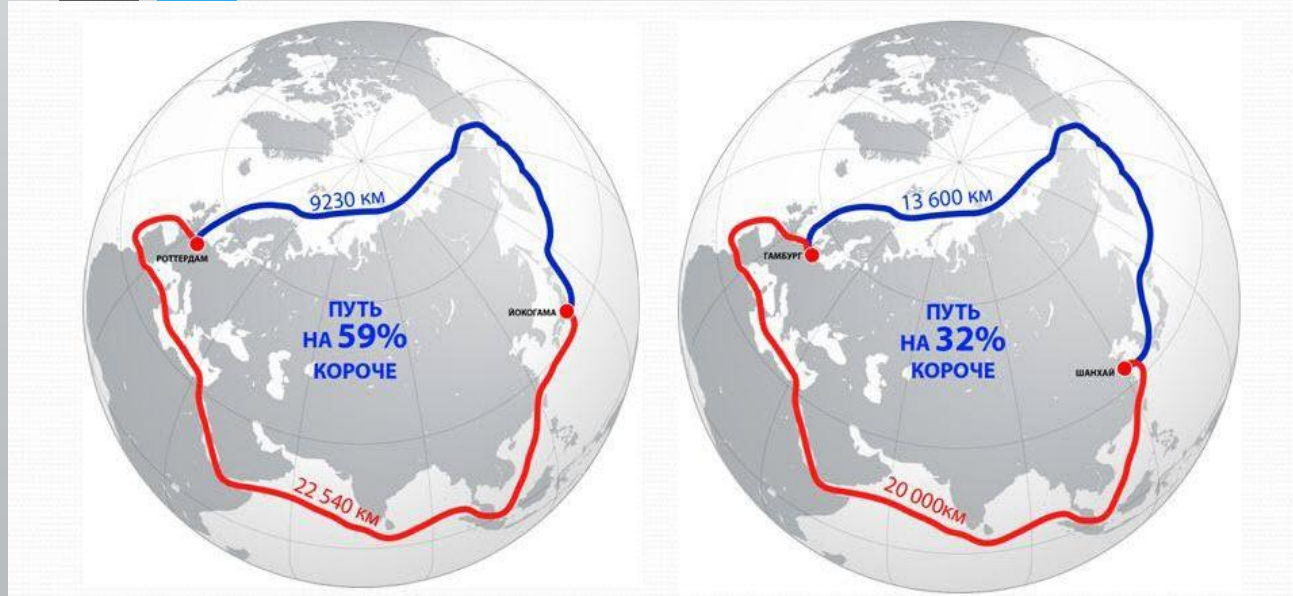 9230 км
РОТТЕРДАМ
ЙОКОГАМА
ПУТЬ
НА 59%
КОРОЧЕ
22 540 км
13 600 км
ГАМБУРГ
ПУТЬ
НА 32%
КОРОЧЕ
ШАНХАЙ
20 000км